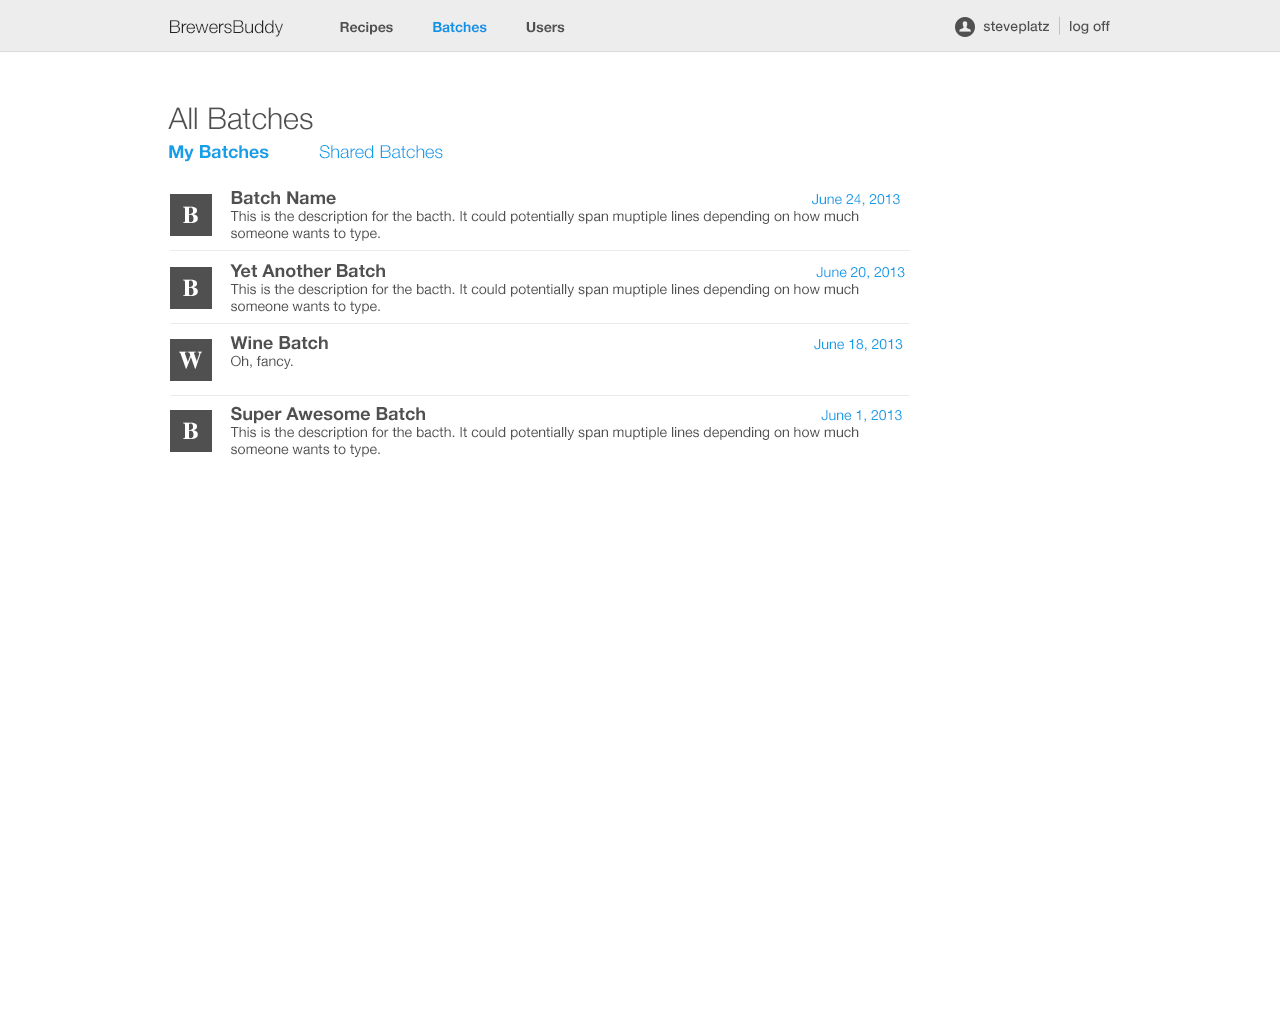 BrewersBuddy Recipes Batches Users steveplatz log off
All Batches
My Batches Shared Batches
B Batch Name June 24, 2013
This is the description for the bacth. It could potentially span muptiple lines depending on how much
someone wants to type.
B Yet Another Batch June 20, 2013
This is the description for the bacth. It could potentially span muptiple lines depending on how much
someone wants to type.
W Wine Batch June 18, 2013
Oh, fancy.
B Super Awesome Batch June 1, 2013
This is the description for the bacth. It could potentially span muptiple lines depending on how much
someone wants to type.